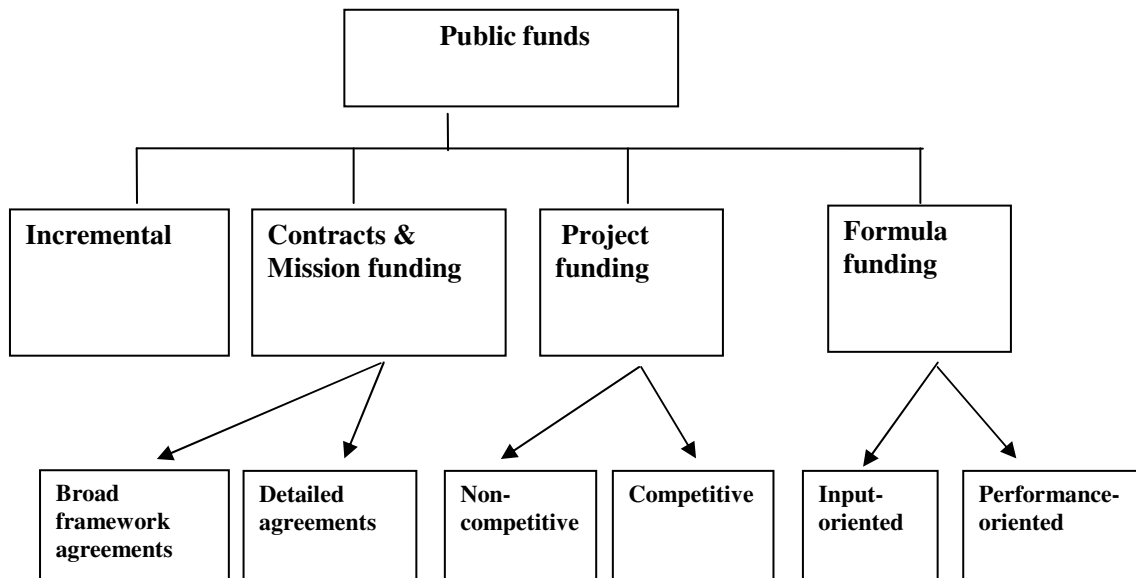 Public funds
Incremental
Contracts &
Mission funding
Project
funding
Formula
funding
Broad
framework
agreements
Detailed
agreements
Non-
competitive
Competitive
Input-
oriented
Performance-
oriented